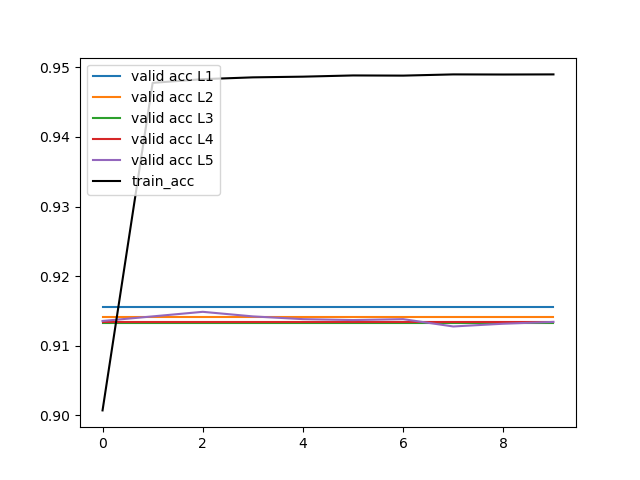 0.95
0.94
0.93
0.92
0.91
0.90
valid acc L1
valid acc L2
valid acc L3
valid acc L4
valid acc L5
train_acc
0 2 4 6 8